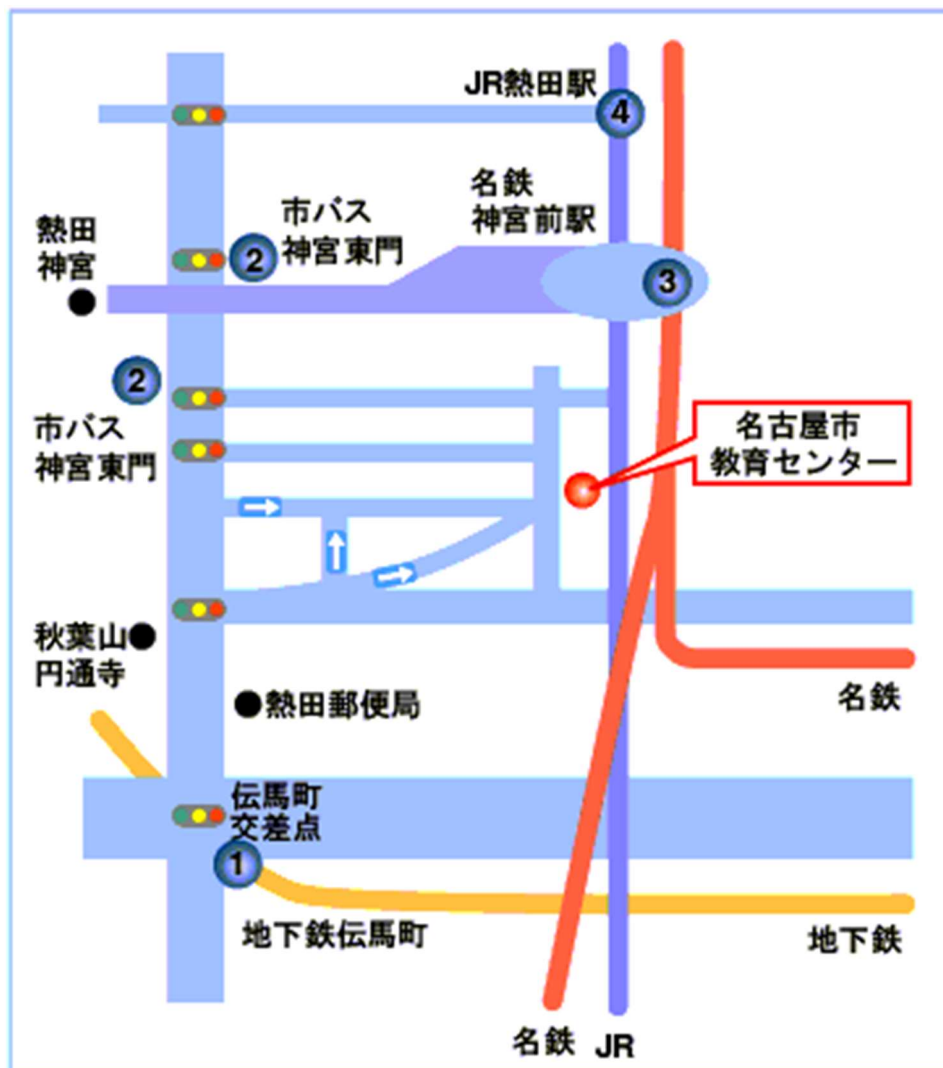 JR熱田駅
4
名鉄
神宮前駅
市バス
神宮東門
2
熱田
神宮
3
2
市バス
神宮東門
名古屋市
教育センター
秋葉山
円通寺
名鉄
熱田郵便局
伝馬町
交差点
1
地下鉄伝馬町
地下鉄
名鉄
JR